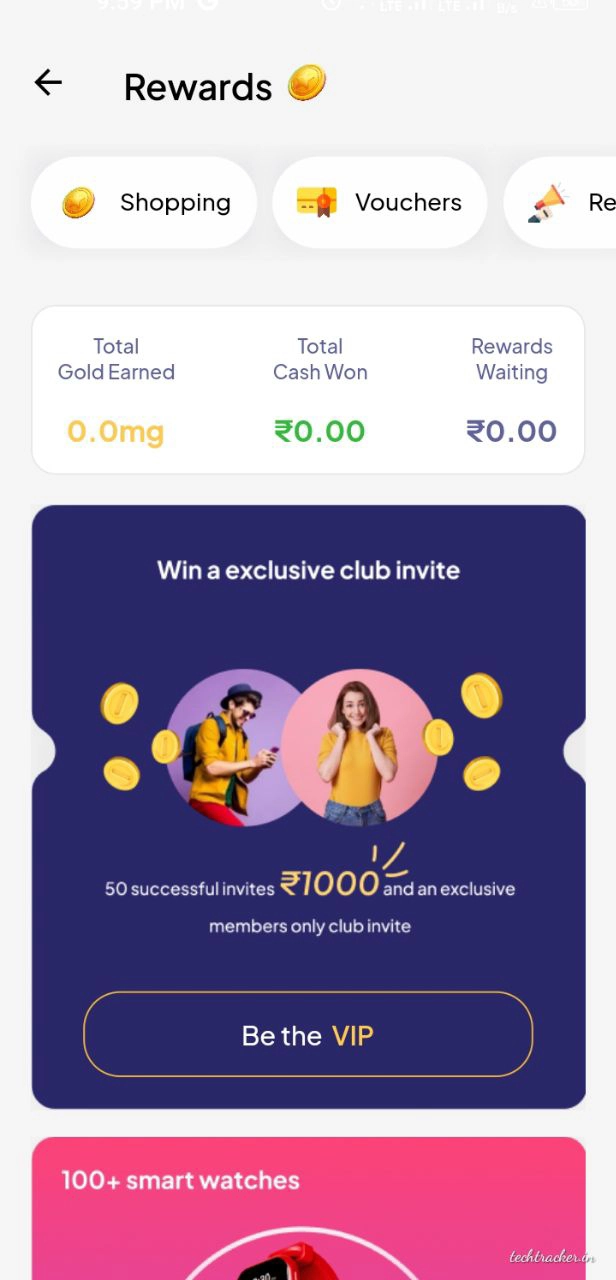 9:59 PM G
Rewards
Shopping
Vouchers
Re
Total
Gold Earned
Total
Cash Won
Rewards
Waiting
0.0mg
₹0.00
₹0.00
Win a exclusive club invite
50 successful invites ₹1000 and an exclusive
members only club invite
Be the VIP
100+ smart watches
techtracker.in